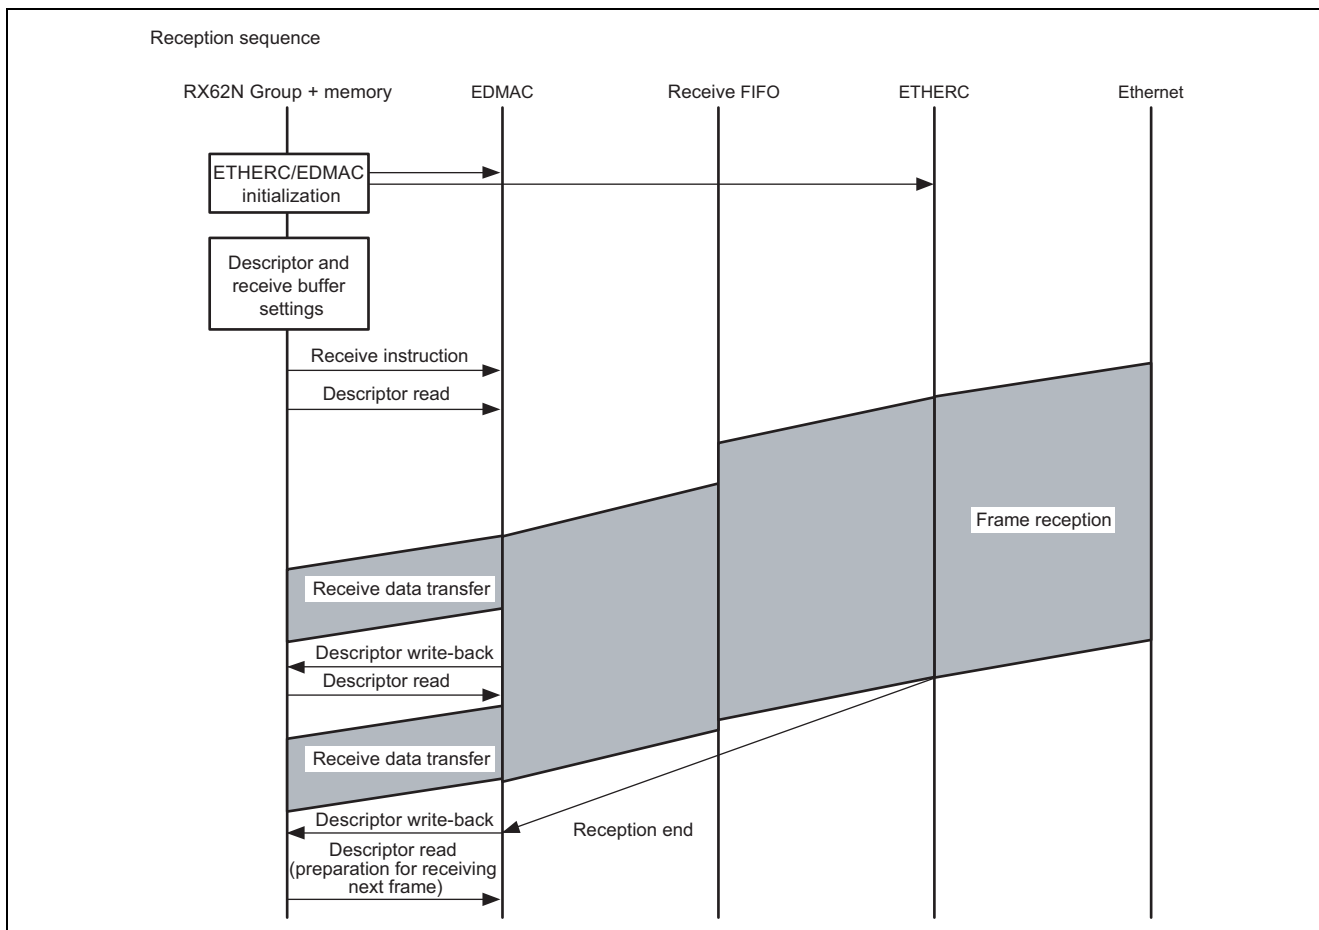 Reception sequence
RX62N Group + memory
EDMAC
Receive FIFO
ETHERC
Ethernet
ETHERC/EDMAC
initialization
Descriptor and
receive buffer
settings
Receive instruction
Descriptor read
Frame reception
Receive data transfer
Descriptor write-back
Descriptor read
Receive data transfer
Descriptor write-back
Reception end
Descriptor read
(preparation for receiving
next frame)